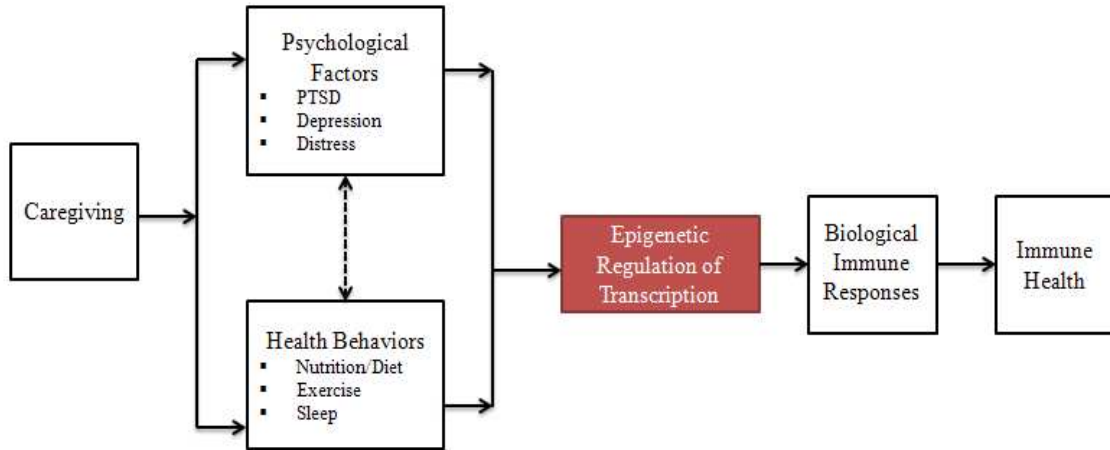 Psychological
Factors
▪ PTSD
▪ Depression
▪ Distress
Caregiving
Health Behaviors
▪ Nutrition/Diet
▪ Exercise
▪ Sleep
Epigenetic
Regulation of
Transcription
Biological
Immune
Responses
Immune
Health